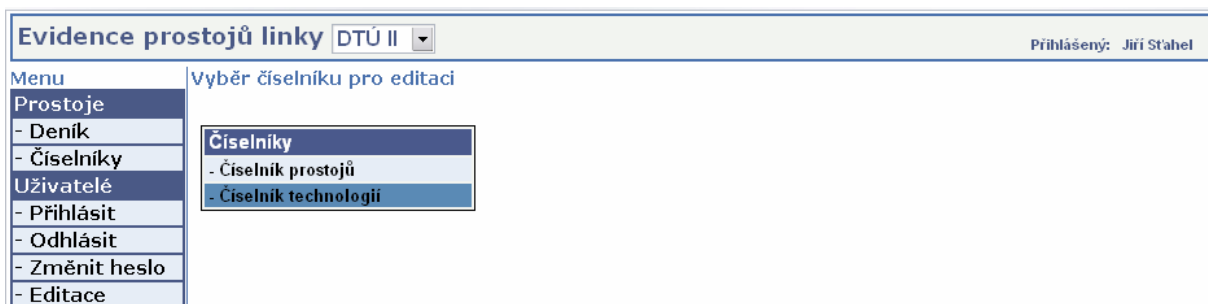 Evidence prostojů linky DTÚ II
Přihlášený: Jiří Sťahel
Menu
Prostoje
- Deník
- Číselníky
Uživatelé
- Přihlásit
- Odhlásit
- Změnit heslo
- Editace
Vyběr číselníku pro editaci
Číselníky
- Číselník prostojů
- Číselník technologií